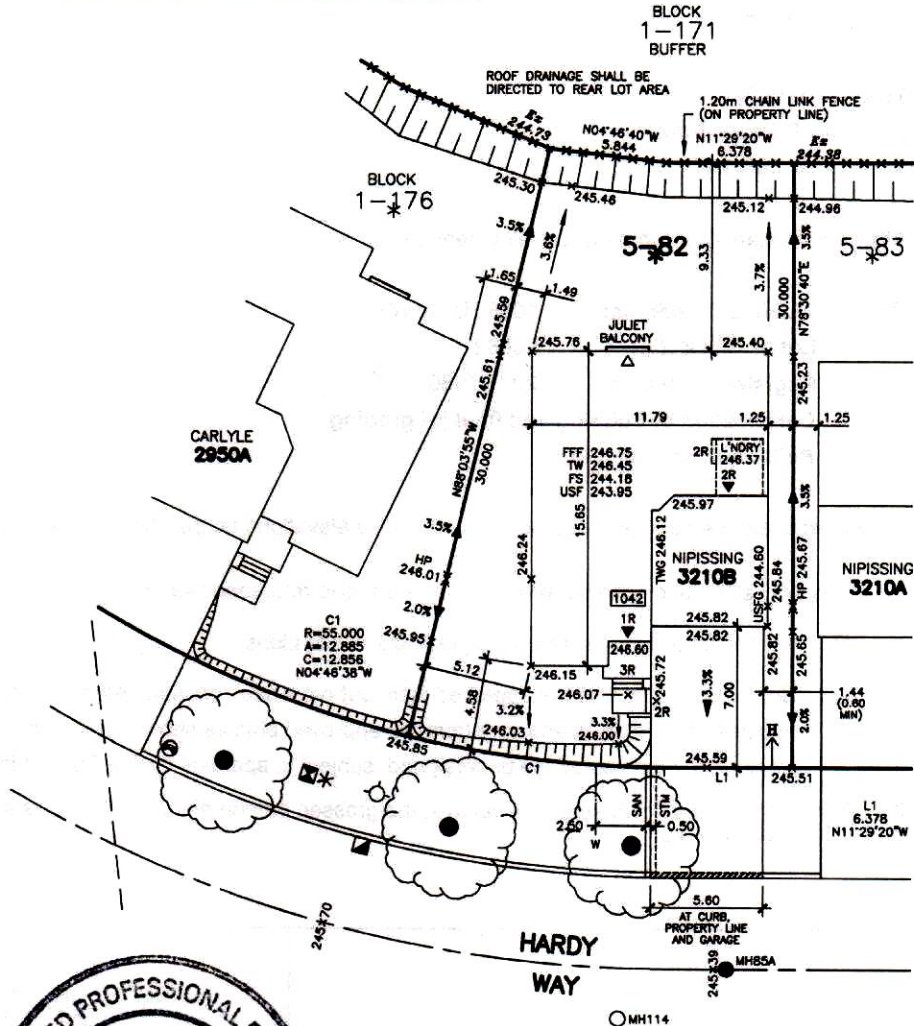 BLOCK
1-171
BUFFER
ROOF DRAINAGE SHALL BE
DIRECTED TO REAR LOT AREA
1.20m CHAIN LINK FENCE
(ON PROPERTY LINE)
Ex
244.73
N04°46'40"W
5.844
N11°29'20"W
6.378
Ex
244.38
BLOCK
1-176
245.30
245.46
245.12
244.96
3.5%
3.6%
5-82
9.33
3.7%
3.5%
5-83
1.65
1.49
245.59
245.61
JULIET
BALCONY
30.000
N78°30'40"E
245.76
245.40
245.23
11.79
1.25
1.25
CARLYLE
2950A
N88°03'55"W
30.000
FFF 246.75
TW 246.45
FS 244.18
USF 243.95
15.65
2R
L'NDRY
246.37
2R
245.97
3.5%
3.5%
HP
246.01
246.24
TWG 246.12
NIPISSING
3210B
USFG 244.60
245.84
HP 245.67
NIPISSING
3210A
2.0%
245.95
C1
R=55.000
A=12.885
C=12.856
N04°46'38"W
1042
1R
246.60
245.82
245.82
245.82
245.65
5.12
246.15
3R
246.07
245.72
2R
4.58
3.2%
3.3%
246.00
3.3%
7.00
1.44
(0.60
MIN)
2.0%
H
245.85
246.03
C1
245.59
L1
245.51
L1
6.378
N11°29'20"W
SAN
STM
2.50
W
0.50
5.60
AT CURB,
PROPERTY LINE
AND GARAGE
245.70
HARDY
WAY
245.39
MH85A
MH114
PROFESSIONAL